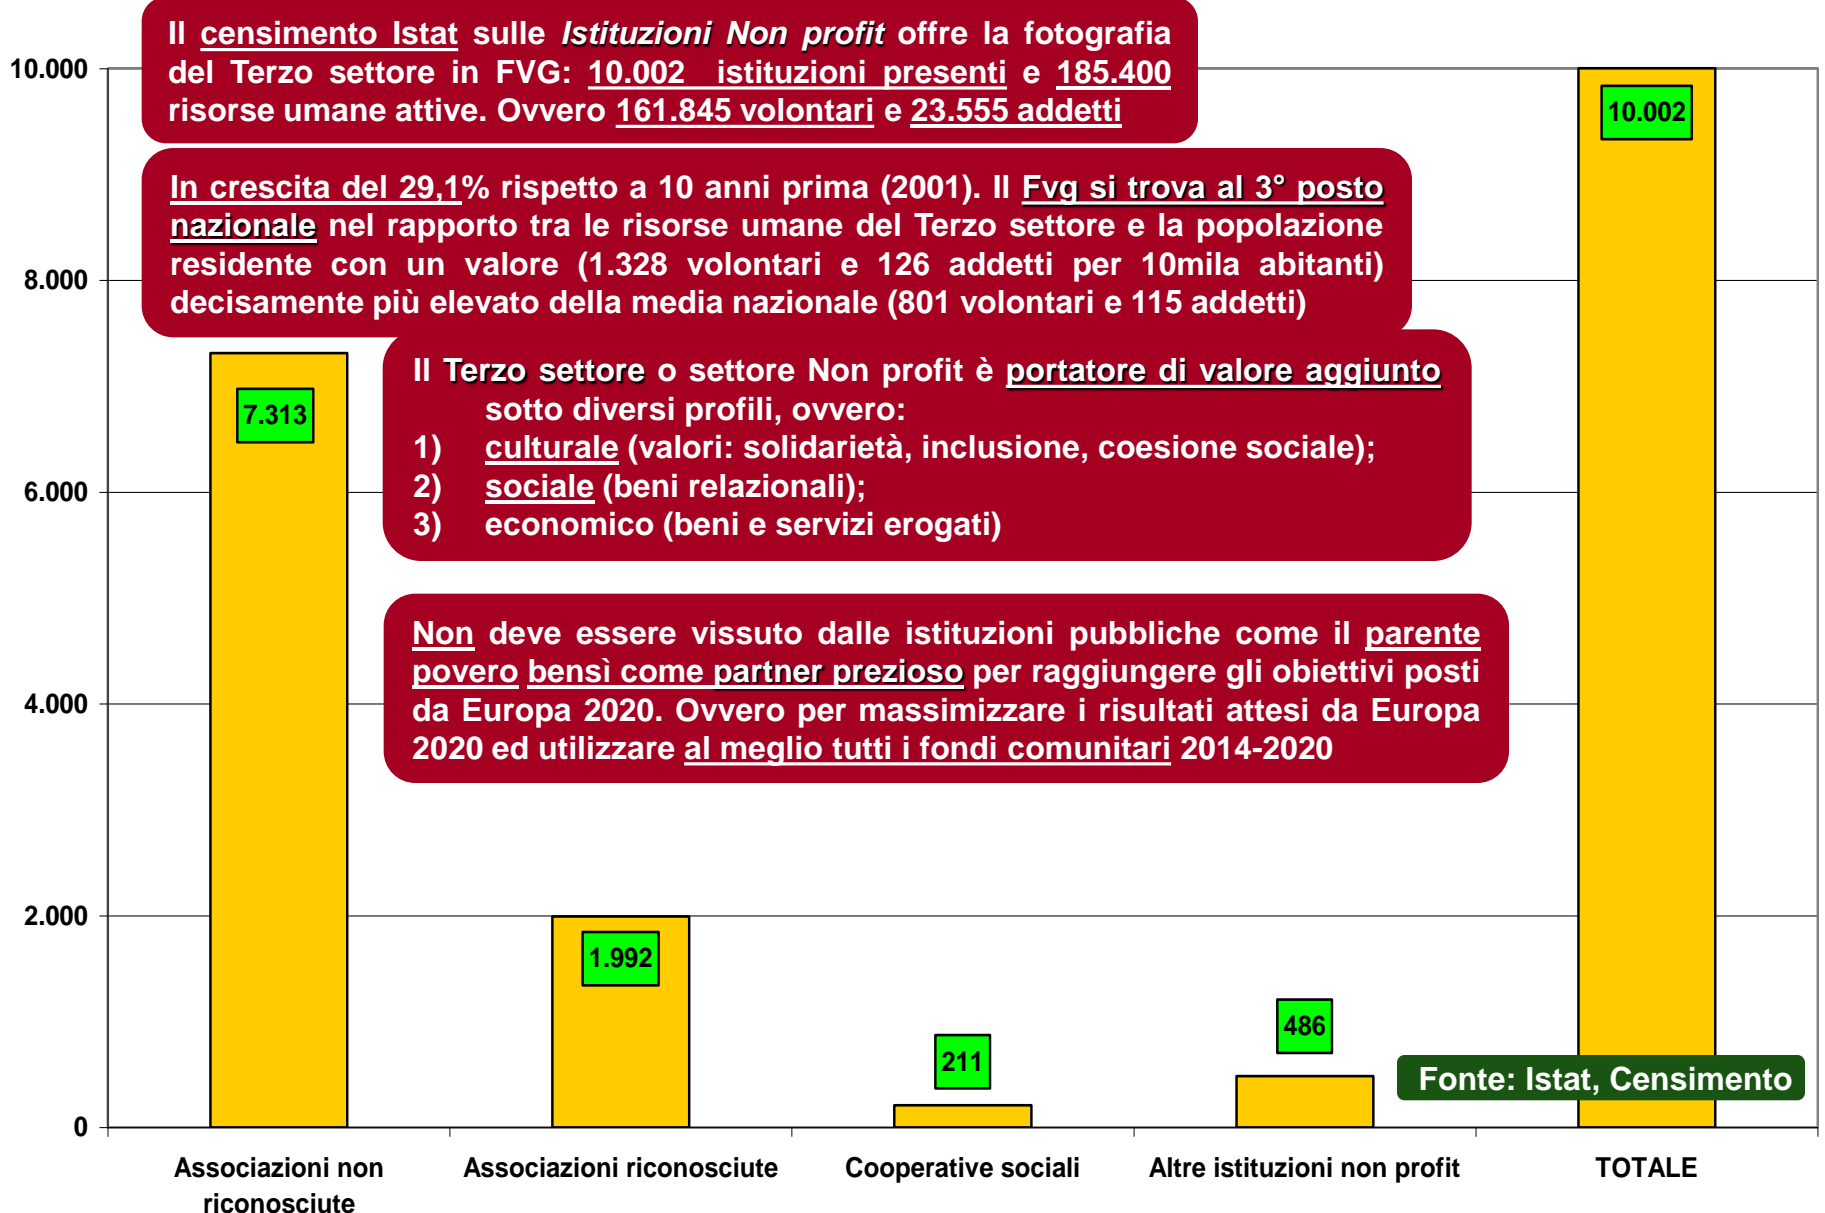 Il censimento Istat sulle Istituzioni Non profit offre la fotografia
del Terzo settore in FVG: 10.002 istituzioni presenti e 185.400
risorse umane attive. Ovvero 161.845 volontari e 23.555 addetti
In crescita del 29,1% rispetto a 10 anni prima (2001). Il Fvg si trova al 3° posto
nazionale nel rapporto tra le risorse umane del Terzo settore e la popolazione
residente con un valore (1.328 volontari e 126 addetti per 10mila abitanti)
decisamente più elevato della media nazionale (801 volontari e 115 addetti)
Il Terzo settore o settore Non profit è portatore di valore aggiunto
sotto diversi profili, ovvero:
1) culturale (valori: solidarietà, inclusione, coesione sociale);
2) sociale (beni relazionali);
3) economico (beni e servizi erogati)
Non deve essere vissuto dalle istituzioni pubbliche come il parente
povero bensì come partner prezioso per raggiungere gli obiettivi posti
da Europa 2020. Ovvero per massimizzare i risultati attesi da Europa
2020 ed utilizzare al meglio tutti i fondi comunitari 2014-2020
10.000
8.000
6.000
4.000
2.000
0
7.313
1.992
211
486
10.002
Fonte: Istat, Censimento
Associazioni non
riconosciute
Associazioni riconosciute
Cooperative sociali
Altre istituzioni non profit
TOTALE